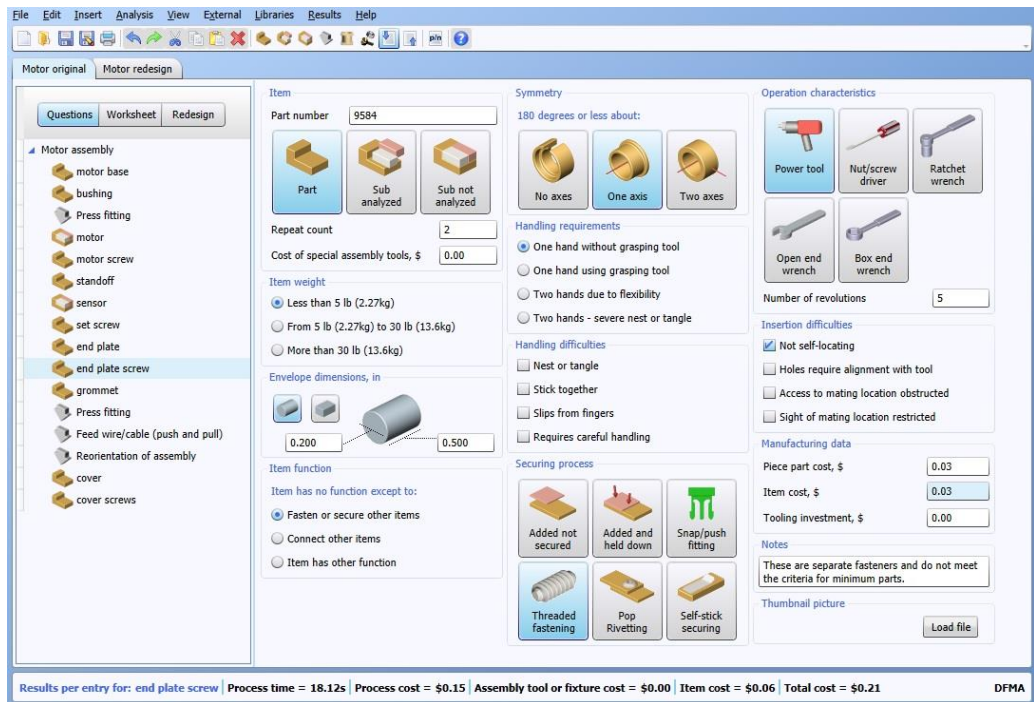 File Edit Insert Analysis View External Libraries Results Help
Motor original Motor redesign
Questions Worksheet Redesign
Motor assembly
motor base
bushing
Press fitting
motor
motor screw
standoff
sensor
set screw
end plate
end plate screw
grommet
Press fitting
Feed wire/cable (push and pull)
Reorientation of assembly
cover
cover screws
Item
Part number 9584
Part
Sub
analyzed
Sub not
analyzed
Repeat count 2
Cost of special assembly tools, $ 0.00
Item weight
Less than 5 lb (2.27kg)
From 5 lb (2.27kg) to 30 lb (13.6kg)
More than 30 lb (13.6kg)
Envelope dimensions, in
0.200 0.500
Item function
Item has no function except to:
Fasten or secure other items
Connect other items
Item has other function
Symmetry
180 degrees or less about:
No axes One axis Two axes
Handling requirements
One hand without grasping tool
One hand using grasping tool
Two hands due to flexibility
Two hands - severe nest or tangle
Handling difficulties
Nest or tangle
Stick together
Slips from fingers
Requires careful handling
Securing process
Added not
secured
Added and
held down
Snap/push
fitting
Threaded
fastening
Pop
Rivetting
Self-stick
securing
Operation characteristics
Power tool
Nut/screw
driver
Ratchet
wrench
Open end
wrench
Box end
wrench
Number of revolutions 5
Insertion difficulties
Not self-locating
Holes require alignment with tool
Access to mating location obstructed
Sight of mating location restricted
Manufacturing data
Piece part cost, $ 0.03
Item cost, $ 0.03
Tooling investment, $ 0.00
Notes
These are separate fasteners and do not meet
the criteria for minimum parts.
Thumbnail picture
Load file
Results per entry for: end plate screw Process time = 18.12s Process cost = $0.15 Assembly tool or fixture cost = $0.00 Item cost = $0.06 Total cost = $0.21 DFMA